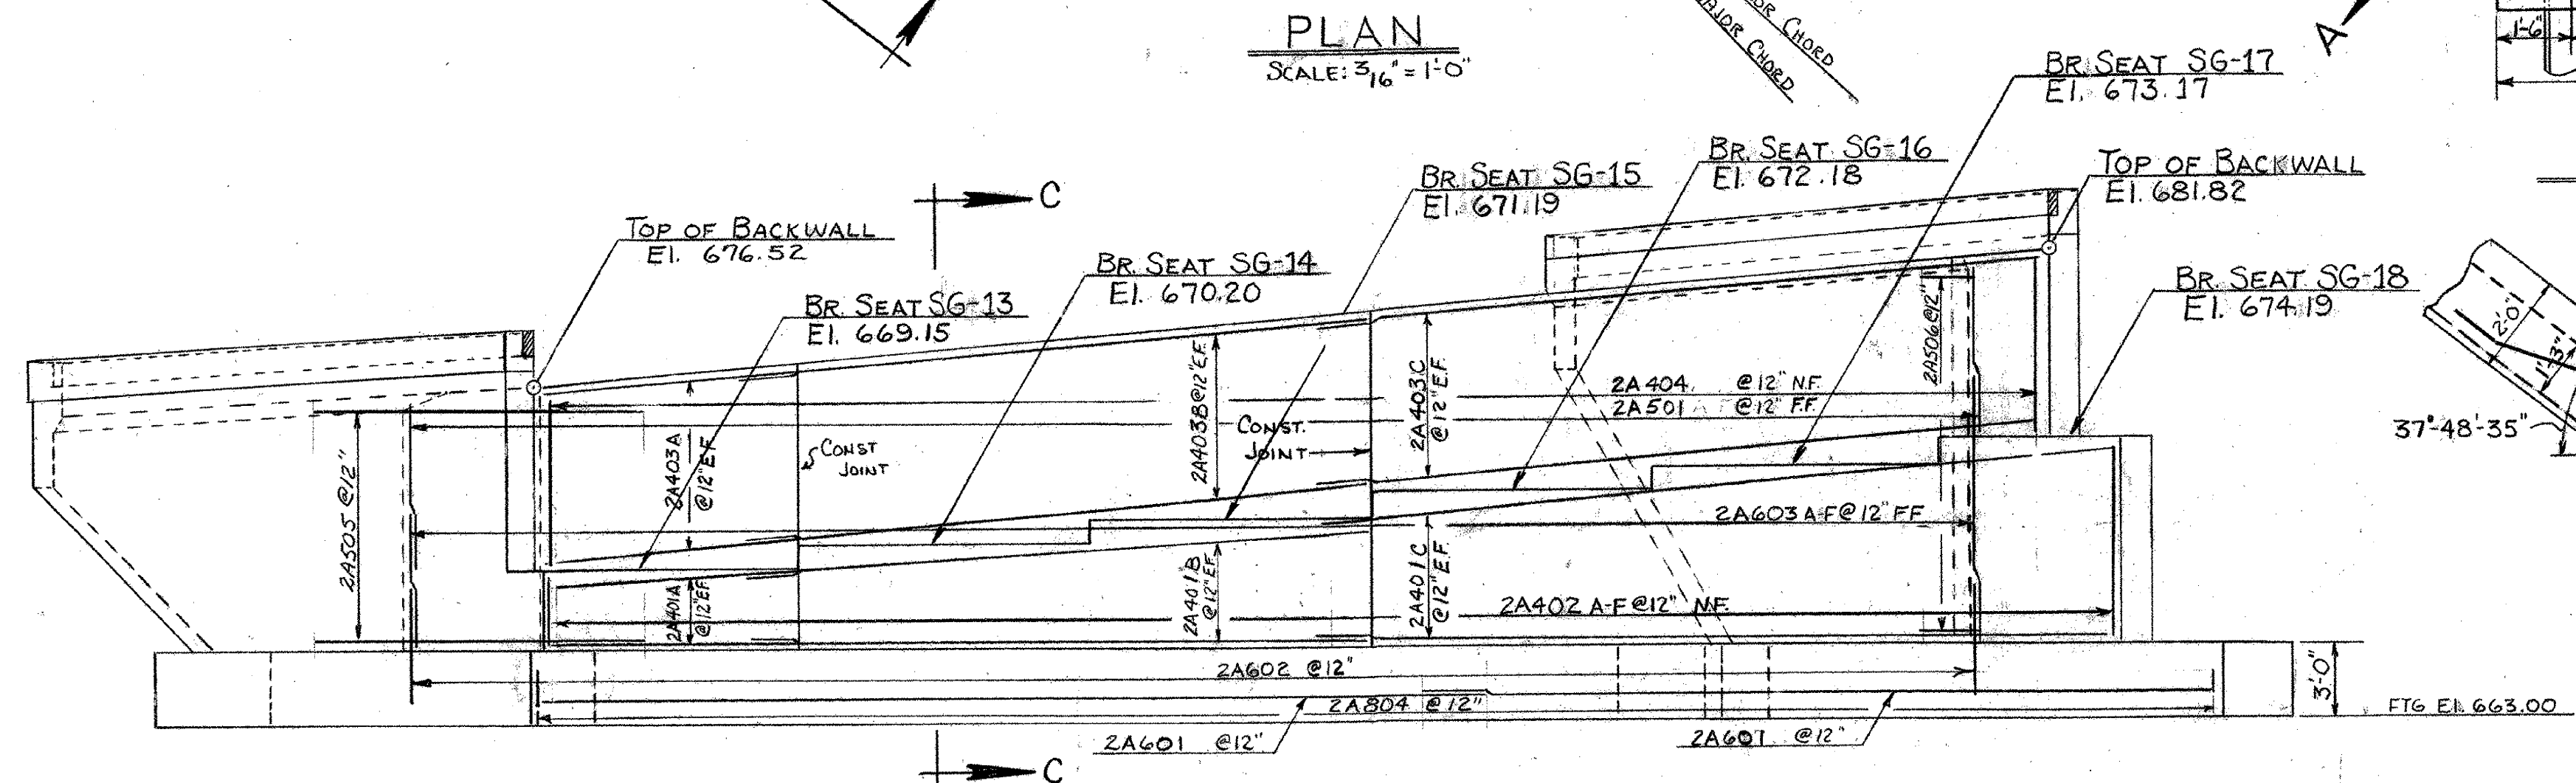 PLAN
SCALE: 3/16" = 1'-0"
OR CHORD
MAJOR CHORD
A
1'-6"
BR. SEAT SG-17
El. 673.17
BR. SEAT SG-16
El. 672.18
BR. SEAT SG-15
El. 671.19
TOP OF BACKWALL
El. 681.82
C
TOP OF BACKWALL
El. 676.52
BR. SEAT SG-14
El. 670.20
BR. SEAT SG-13
El. 669.15
BR. SEAT SG-18
El. 674.19
2'-0"
1'-3"
37°-48'-35"
2A505 @12"
2A403A
@12" E.F.
CONST
JOINT
2A403B@12" E.F.
CONST.
JOINT
2A403C
@12" E.F.
2A404 @12" N.F.
2A501 @12" F.F.
2A506@12"
2A603 A-F@12" FF
2A401A
@12" E.F.
2A401B
@12" E.F.
2A401C
@12" E.F.
2A402 A-F@12" N.F.
2A602 @12"
2A804 @12"
2A601 @12"
2A607 @12"
3'-0"
FTG El. 663.00
C